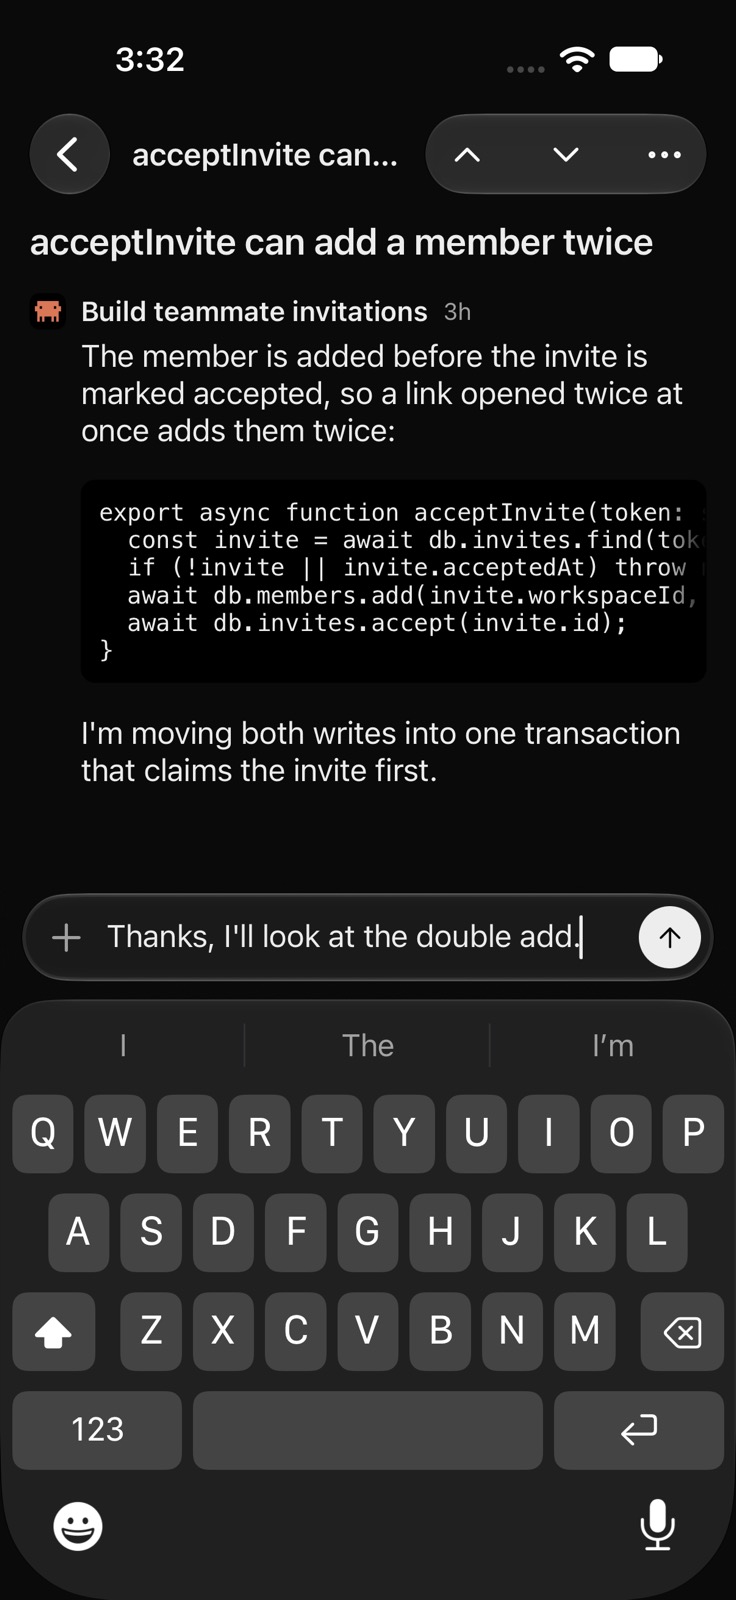 3:32
acceptInvite can...
acceptInvite can add a member twice
Build teammate invitations 3h
The member is added before the invite is
marked accepted, so a link opened twice at
once adds them twice:
export async function acceptInvite(token:
const invite = await db.invites.find(tok
if (!invite || invite.acceptedAt) throw
await db.members.add(invite.workspaceId,
await db.invites.accept(invite.id);
}
I'm moving both writes into one transaction
that claims the invite first.
Thanks, I'll look at the double add.
I The I’m
Q W E R T Y U I O P
A S D F G H J K L
Z X C V B N M
123